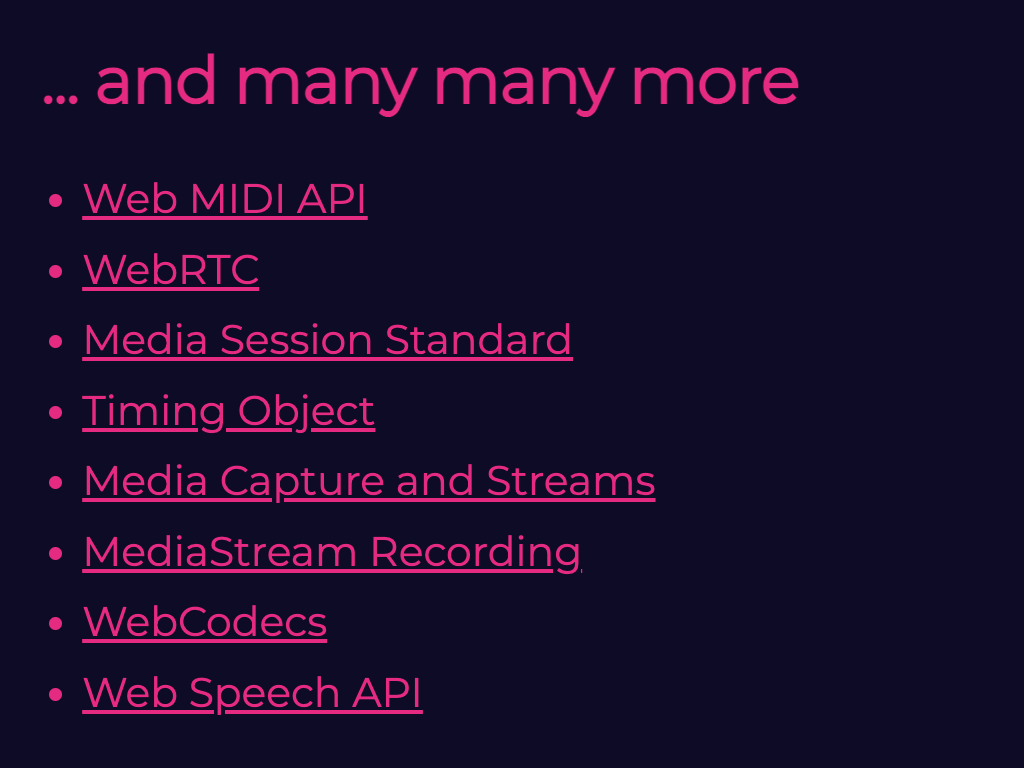 ... and many many more
• Web MIDI API
• WebRTC
• Media Session Standard
• Timing Object
• Media Capture and Streams
• MediaStream Recording
• WebCodecs
• Web Speech API